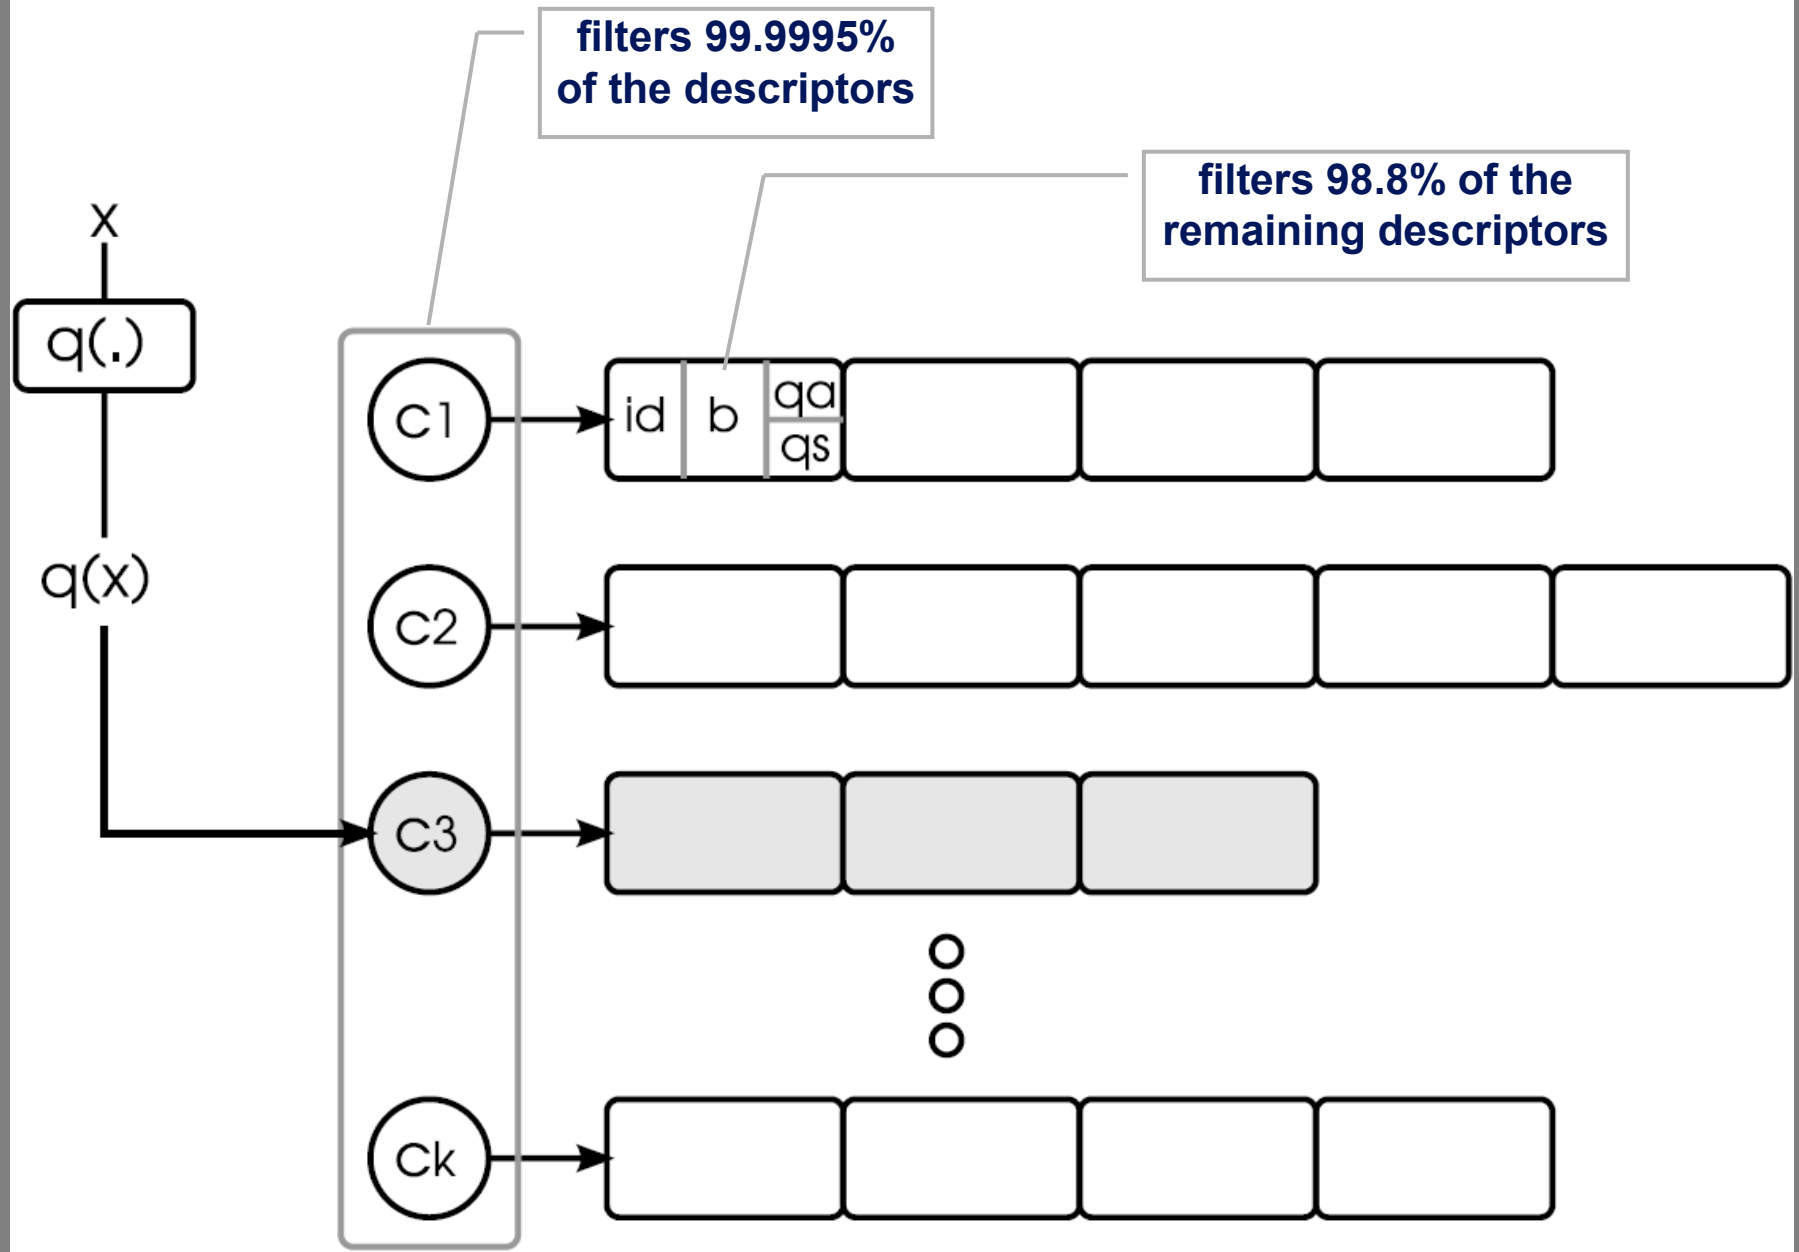 filters 99.9995%
of the descriptors
filters 98.8% of the
remaining descriptors
x
q(.)
q(x)
c1
id
b
qa
qs
c2
c3
ck